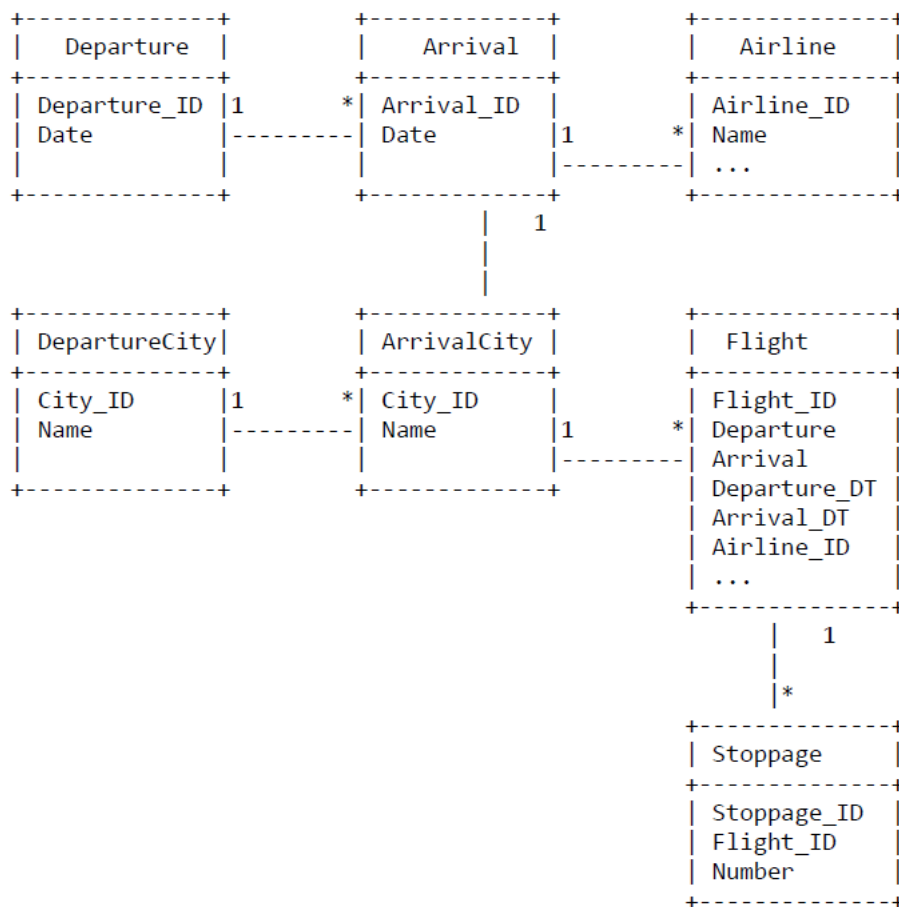 +--------------+ +-------------+ +--------------+
| Departure | | Arrival | | Airline |
+--------------+ +-------------+ +--------------+
| Departure_ID |1 *| Arrival_ID | | Airline_ID |
| Date |---------| Date |1 *| Name |
| | | |---------| ... |
+--------------+ +-------------+ +--------------+
| 1
|
|
+--------------+ +-------------+ +--------------+
| DepartureCity| | ArrivalCity | | Flight |
+--------------+ +-------------+ +--------------+
| City_ID |1 *| City_ID | | Flight_ID |
| Name |---------| Name |1 *| Departure |
| | | |---------| Arrival |
+--------------+ +-------------+ | Departure_DT |
| Arrival_DT |
| Airline_ID |
| ... |
+--------------+
| 1
|
|*
+--------------+
| Stoppage |
+--------------+
| Stoppage_ID |
| Flight_ID |
| Number |
+--------------+